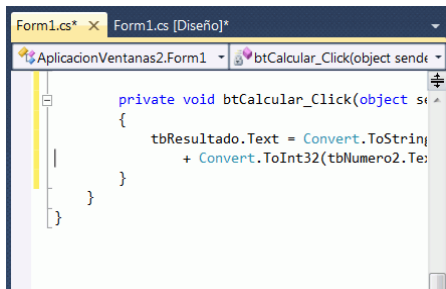 Form1.cs* Form1.cs [Diseño]*
AplicacionVentanas2.Form1 btCalcular_Click(object sende
private void btCalcular_Click(object se
{
tbResultado.Text = Convert.ToString
+ Convert.ToInt32(tbNumero2.Te
}
}
}